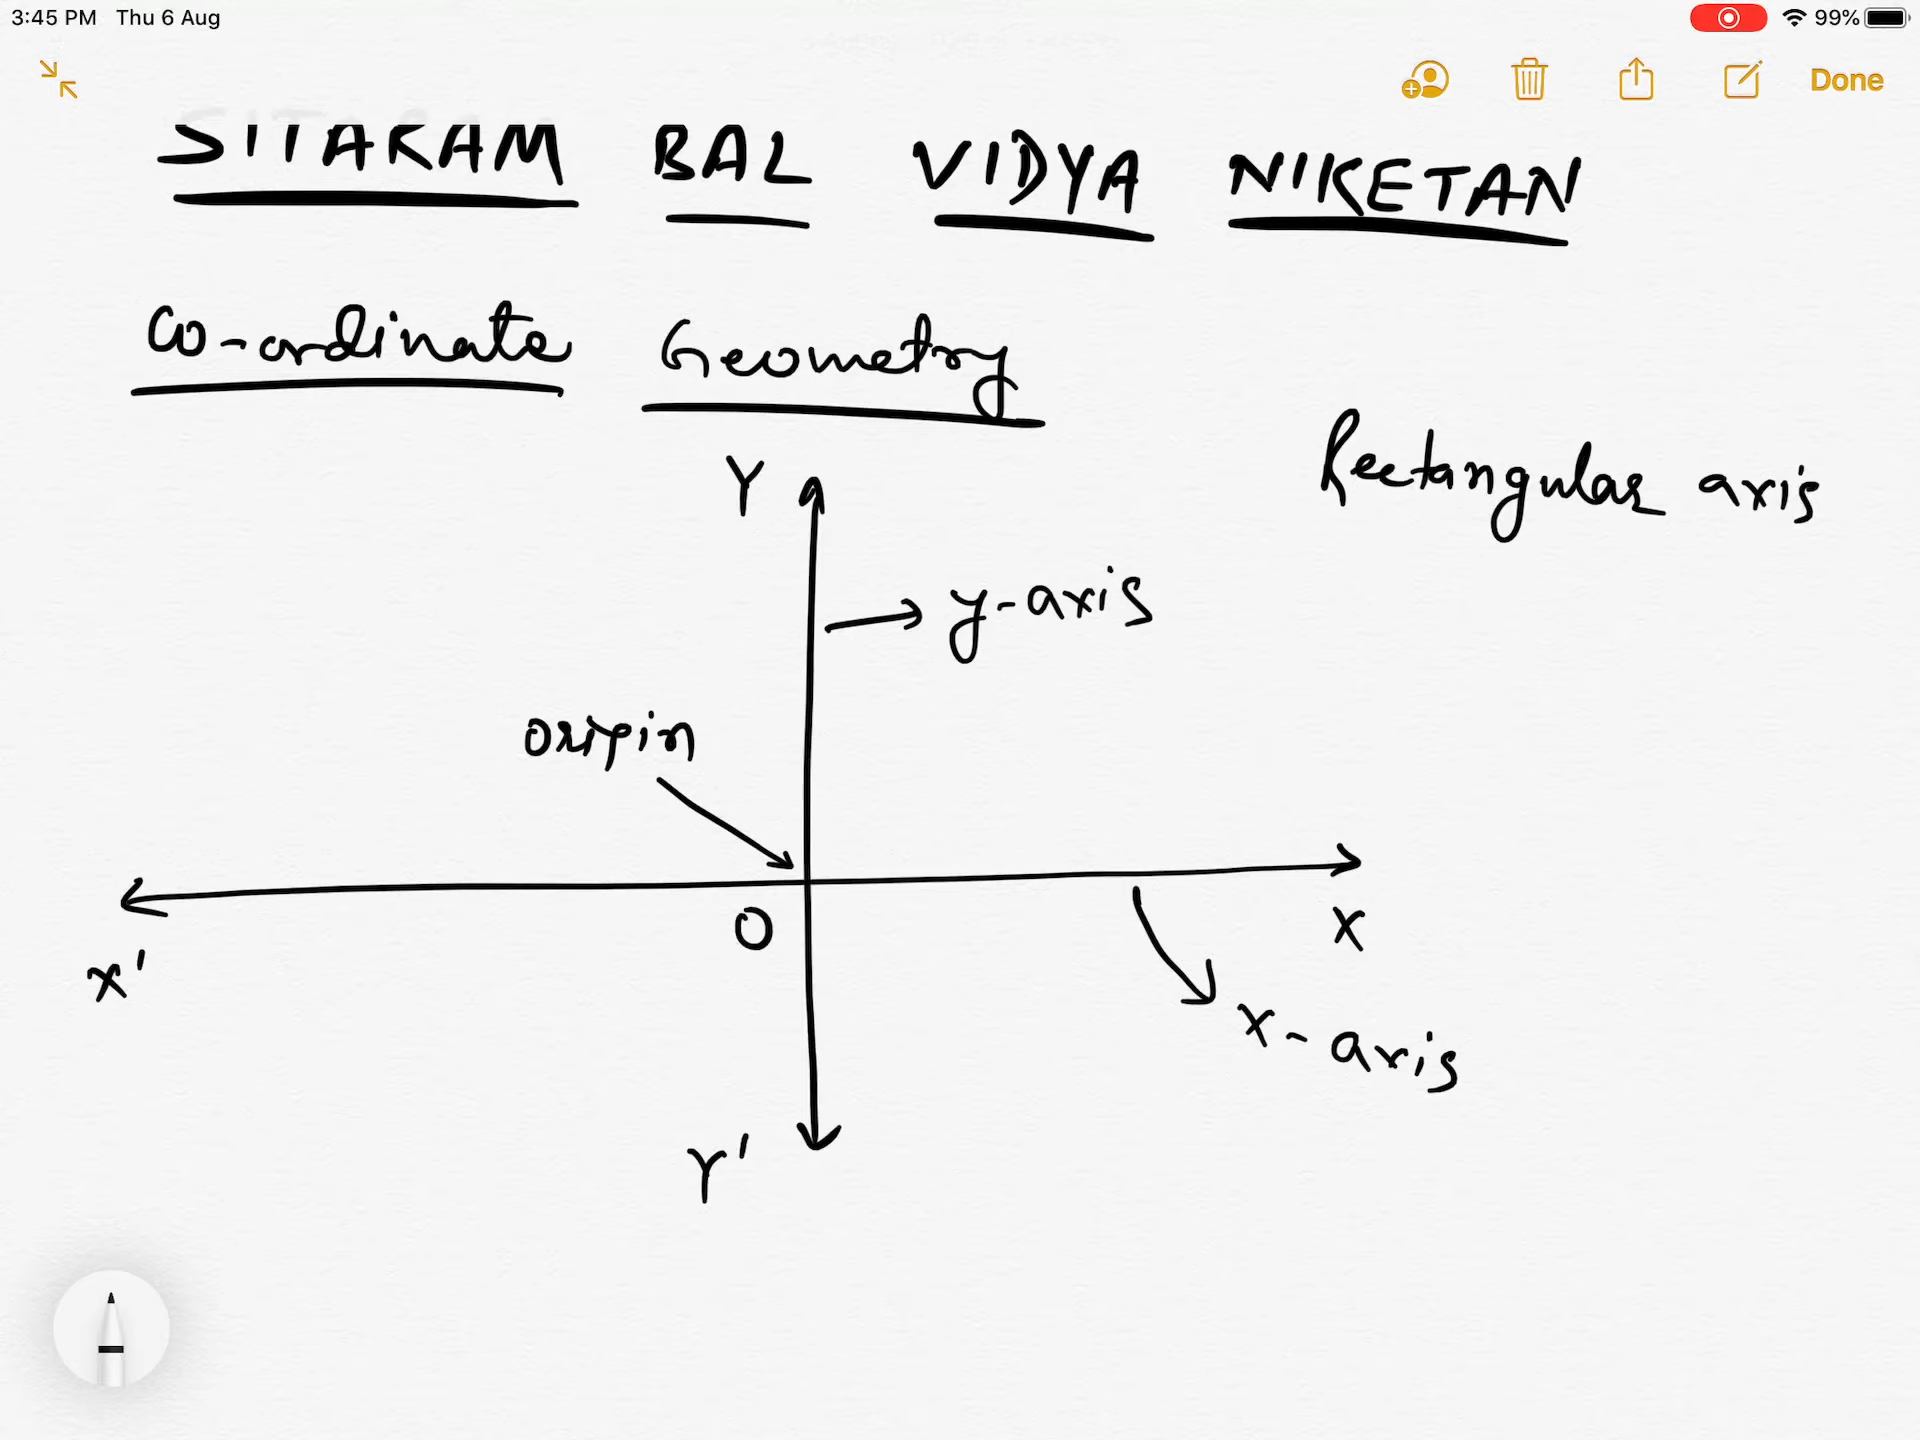 3:45 PM Thu 6 Aug
99%
Done
SITARAM BAL VIDYA NIKETAN
Co-ordinate Geometry
Rectangular axis
Y
y-axis
origin
O
X
X'
x-axis
Y'